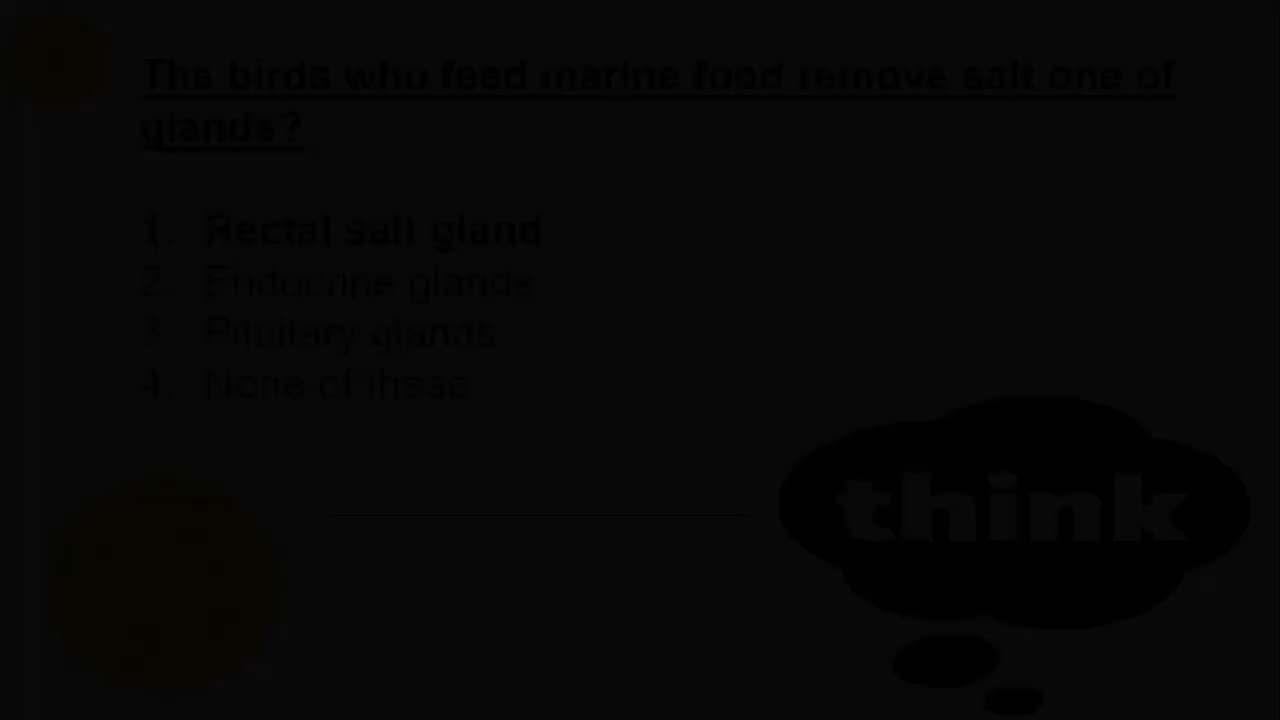 The birds who feed marine food remove salt one of
glands?
1. Rectal salt gland
2. Endocrine glands
3. Pituitary glands
4. None of these
think